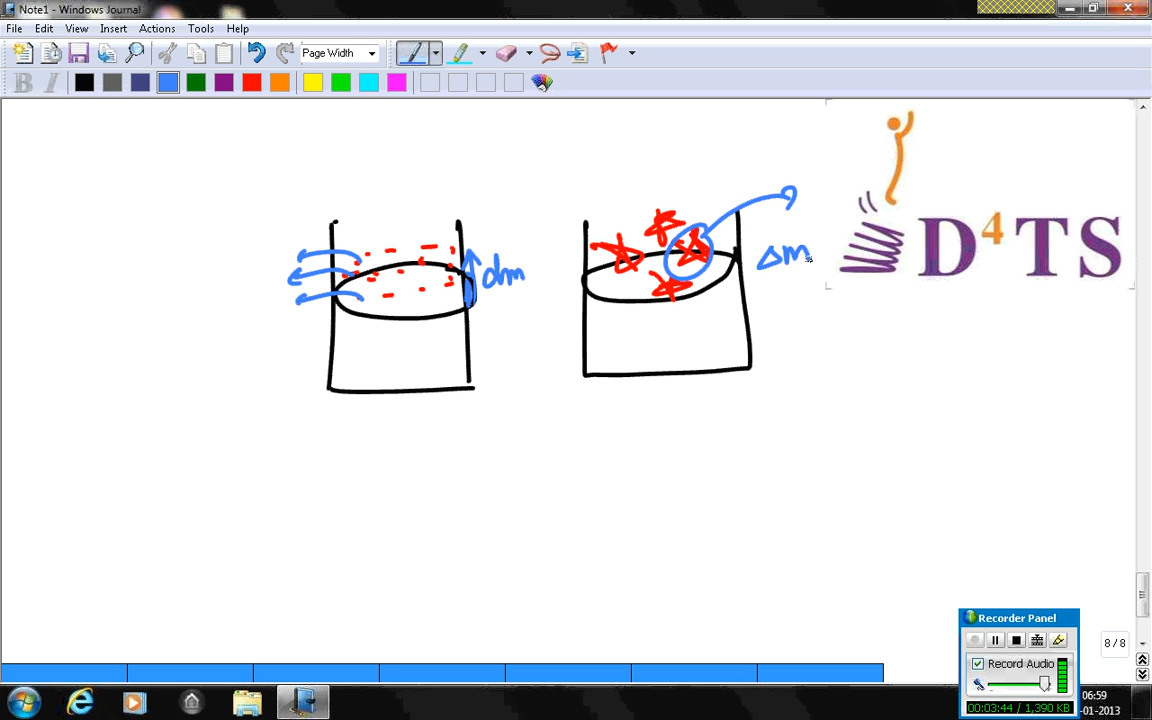 Note1 - Windows Journal
File Edit View Insert Actions Tools Help
Page Width
B I
dm
Δm
D4TS
8 / 8
Recorder Panel
Record Audio
00:03:44 / 1,390 KB
06:59
-01-2013